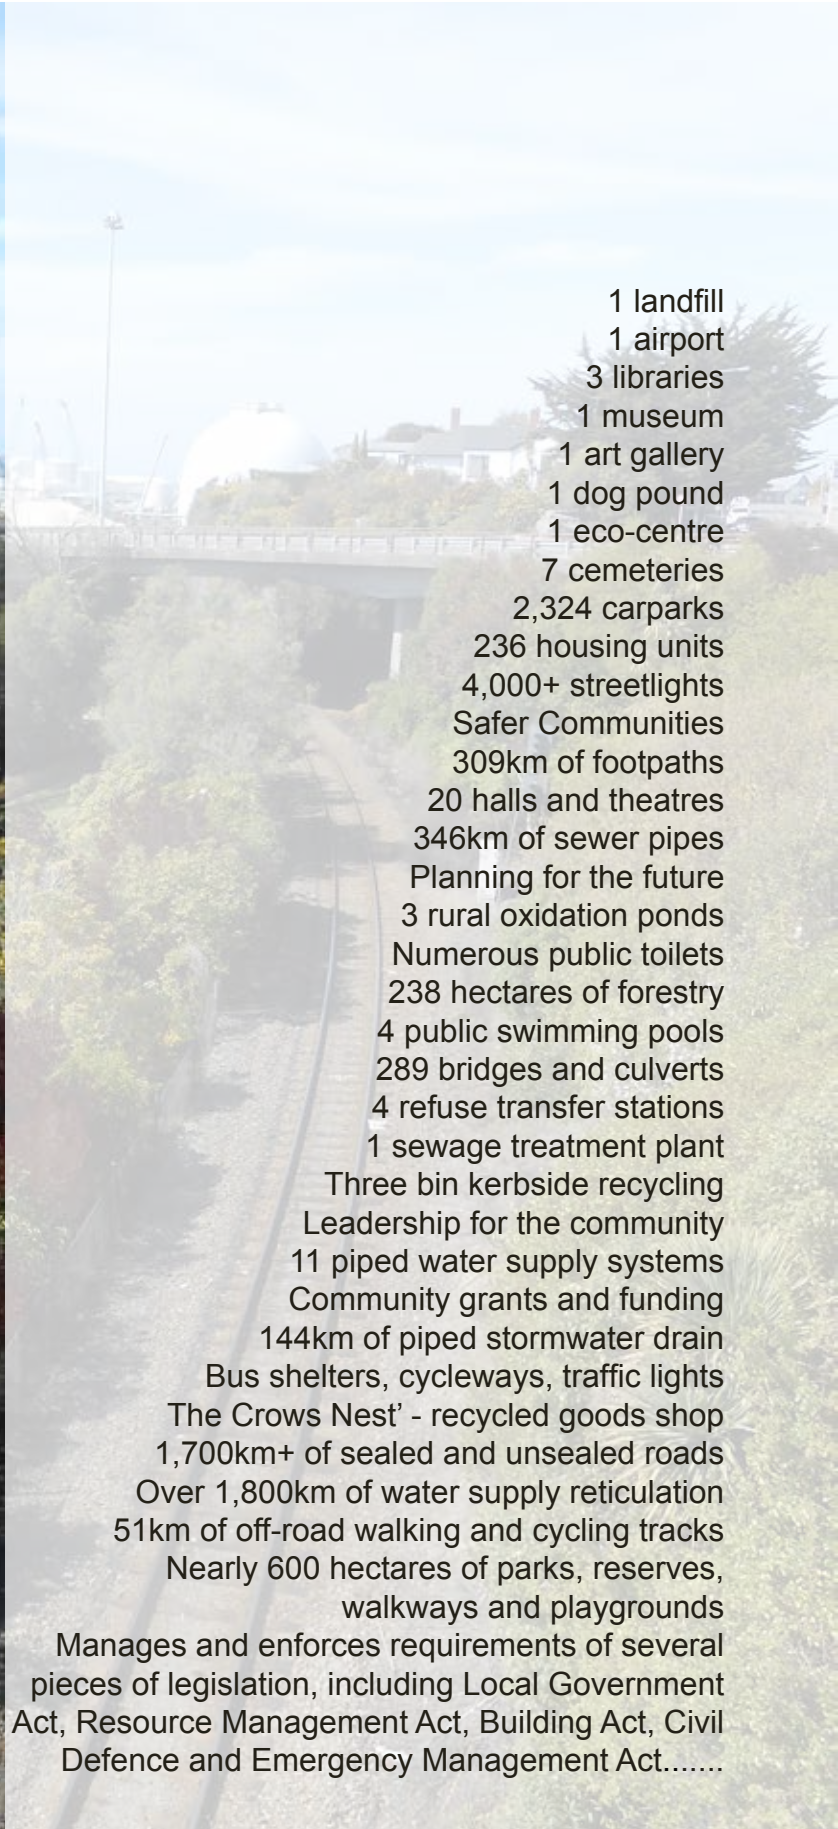 1 landfill
1 airport
3 libraries
1 museum
1 art gallery
1 dog pound
1 eco-centre
7 cemeteries
2,324 carparks
236 housing units
4,000+ streetlights
Safer Communities
309km of footpaths
20 halls and theatres
346km of sewer pipes
Planning for the future
3 rural oxidation ponds
Numerous public toilets
238 hectares of forestry
4 public swimming pools
289 bridges and culverts
4 refuse transfer stations
1 sewage treatment plant
Three bin kerbside recycling
Leadership for the community
11 piped water supply systems
Community grants and funding
144km of piped stormwater drain
Bus shelters, cycleways, traffic lights
The Crows Nest’ - recycled goods shop
1,700km+ of sealed and unsealed roads
Over 1,800km of water supply reticulation
51km of off-road walking and cycling tracks
Nearly 600 hectares of parks, reserves,
walkways and playgrounds
Manages and enforces requirements of several
pieces of legislation, including Local Government
Act, Resource Management Act, Building Act, Civil
Defence and Emergency Management Act.......